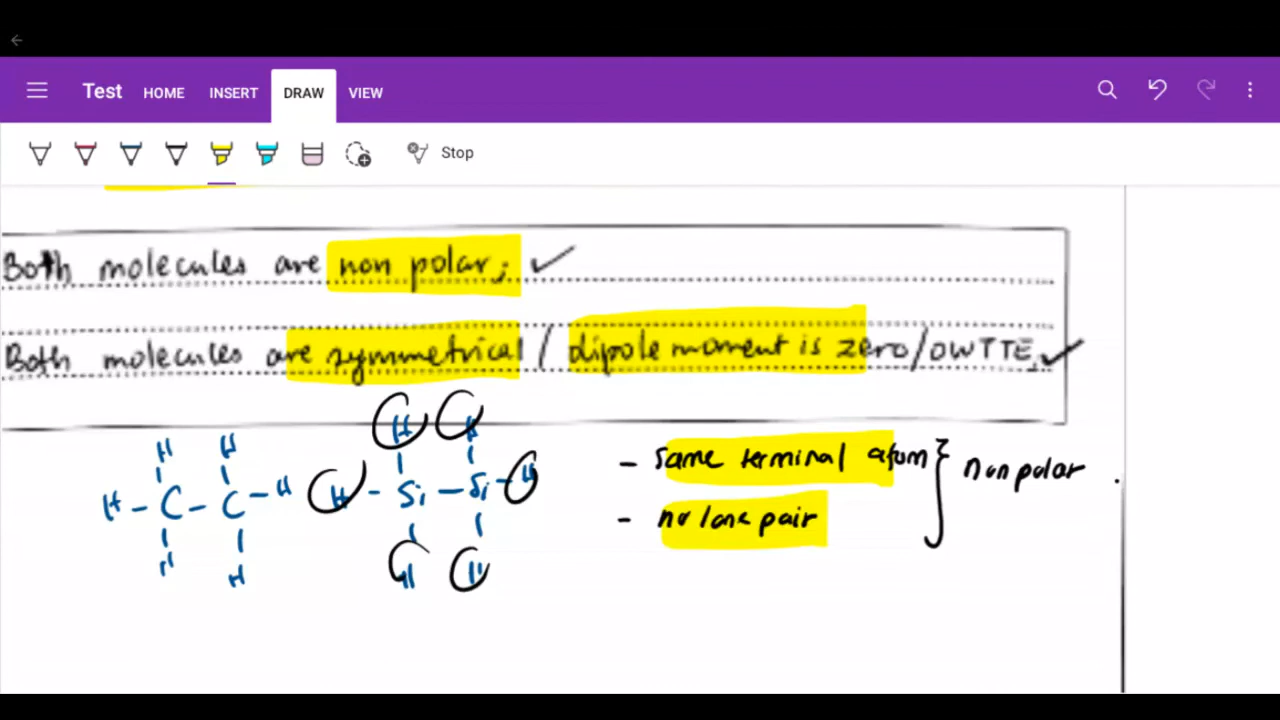 Test HOME INSERT DRAW VIEW
Stop
Both molecules are non polar;
Both molecules are symmetrical / dipole moment is zero/OWTTE.
H H
H - C - C - H
H H
H H
H - Si - Si - H
H H
- same terminal atom
- no lone pair
} non polar